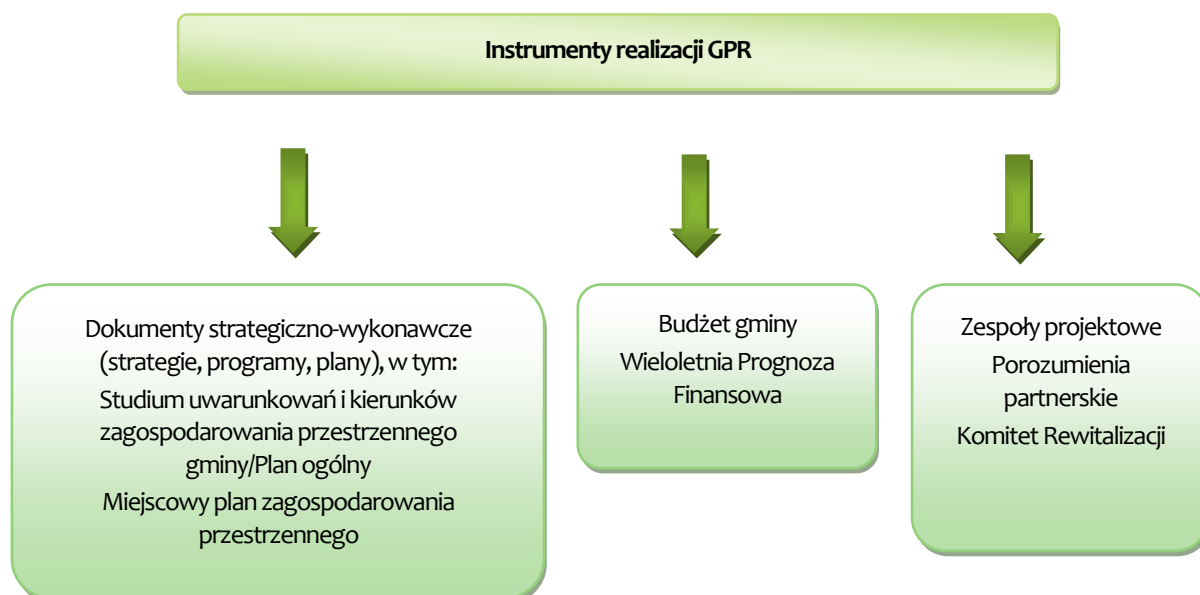 Instrumenty realizacji GPR
Dokumenty strategiczno-wykonawcze
(strategie, programy, plany), w tym:
Studium uwarunkowań i kierunków
zagospodarowania przestrzennego
gminy/Plan ogólny
Miejscowy plan zagospodarowania
przestrzennego
Budżet gminy
Wieloletnia Prognoza
Finansowa
Zespoły projektowe
Porozumienia
partnerskie
Komitet Rewitalizacji